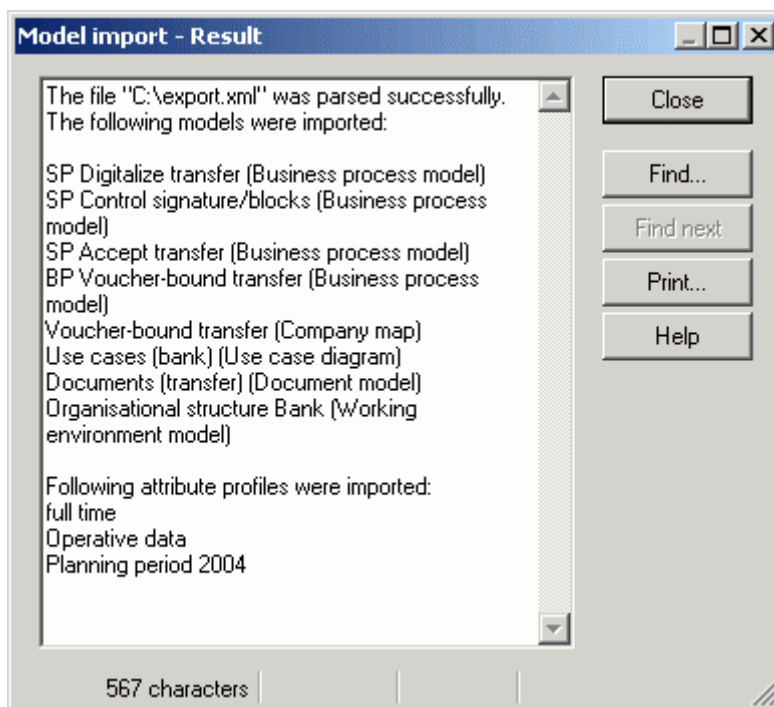 Model import - Result
The file "C:\export.xml" was parsed successfully.
The following models were imported:
SP Digitalize transfer (Business process model)
SP Control signature/blocks (Business process
model)
SP Accept transfer (Business process model)
BP Voucher-bound transfer (Business process
model)
Voucher-bound transfer (Company map)
Use cases (bank) (Use case diagram)
Documents (transfer) (Document model)
Organisational structure Bank (Working
environment model)
Following attribute profiles were imported:
full time
Operative data
Planning period 2004
Close
Find...
Find next
Print...
Help
567 characters